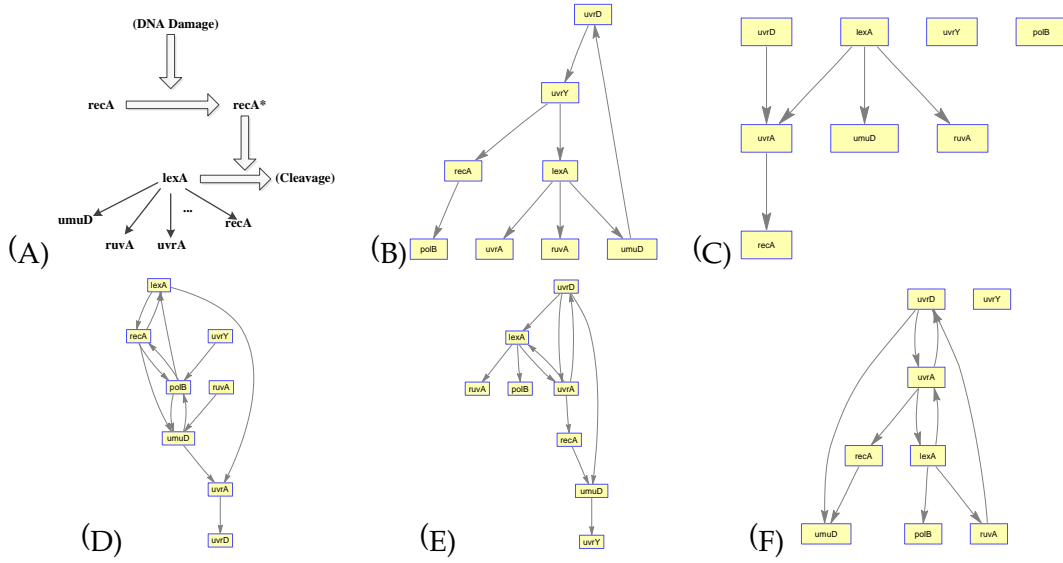 (DNA Damage)
recA recA*
lexA (Cleavage)
umuD ... recA
ruvA uvrA
(A)
uvrD
uvrY
recA lexA
polB uvrA ruvA umuD
(B)
uvrD lexA uvrY polB
uvrA umuD ruvA
recA
(C)
lexA
recA uvrY
polB ruvA
umuD
uvrA
uvrD
(D)
uvrD
lexA
ruvA polB uvrA
recA
umuD
uvrY
(E)
uvrD uvrY
uvrA
recA lexA
umuD polB ruvA
(F)